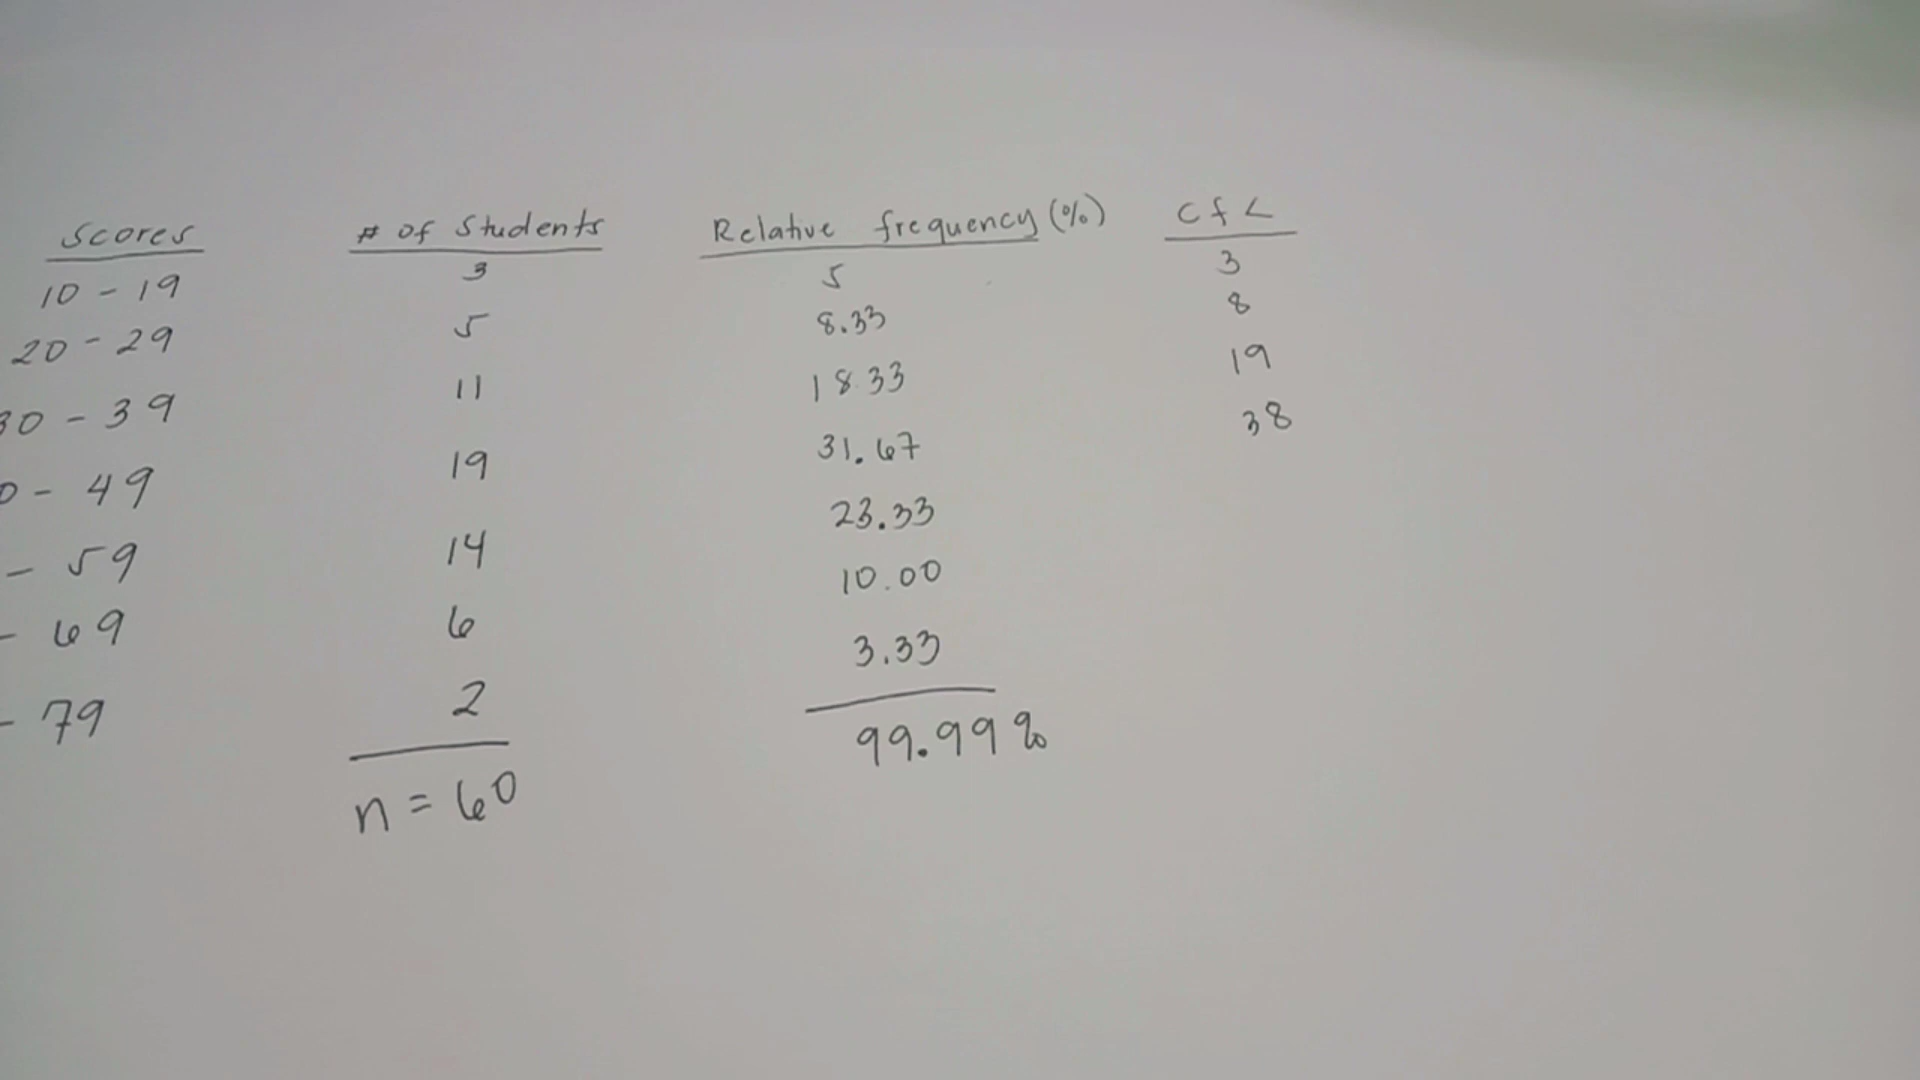 Scores # of Students Relative frequency (%) cf <
10 - 19 3 5 3
20 - 29 5 8.33 8
30 - 39 11 18.33 19
0 - 49 19 31.67 38
- 59 14 23.33
- 69 6 10.00
- 79 2 3.33
n = 60 99.99%